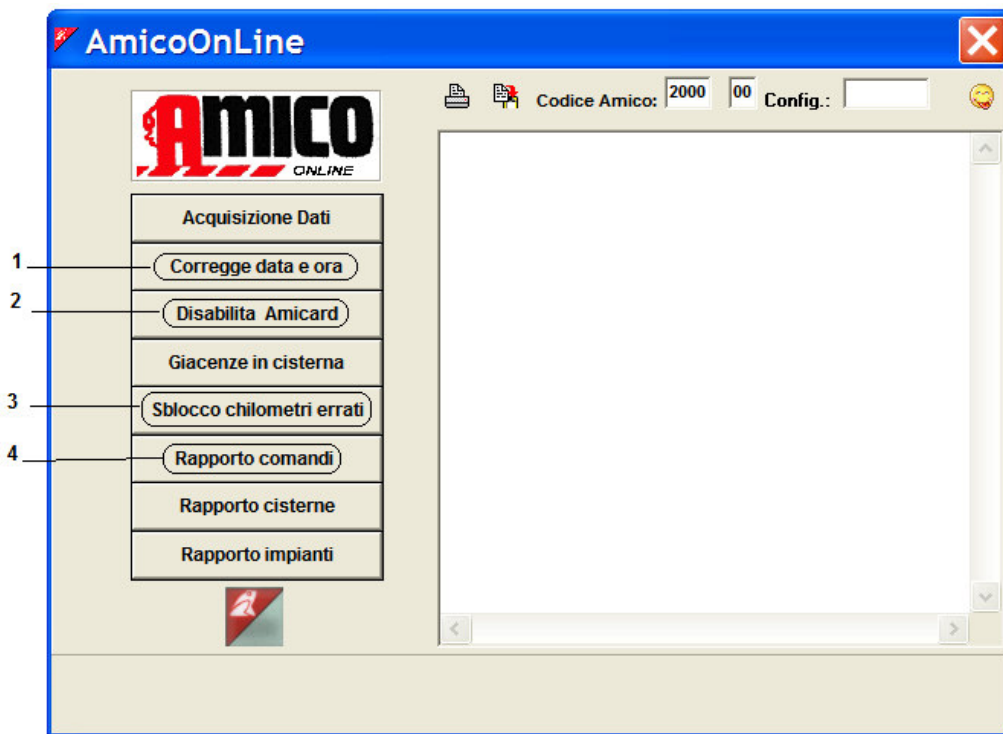 AmicoOnLine
AMICO
ONLINE
Codice Amico: 2000 00 Config.:
Acquisizione Dati
1 Corregge data e ora
2 Disabilita Amicard
Giacenze in cisterna
3 Sblocco chilometri errati
4 Rapporto comandi
Rapporto cisterne
Rapporto impianti